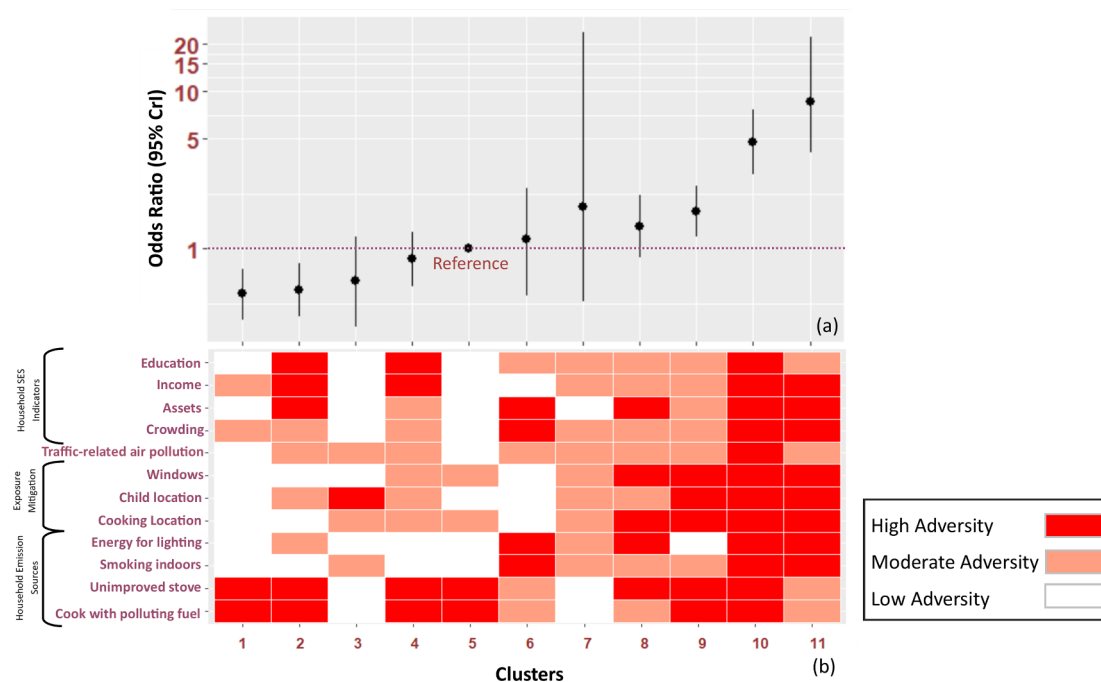 Odds Ratio (95% CrI)
20
15
10
5
1
Reference
(a)
Household SES
Indicators
Education
Income
Assets
Crowding
Traffic-related air pollution
Exposure
Mitigation
Windows
Child location
Cooking Location
Household Emission
Sources
Energy for lighting
Smoking indoors
Unimproved stove
Cook with polluting fuel
1 2 3 4 5 6 7 8 9 10 11
Clusters
(b)
High Adversity
Moderate Adversity
Low Adversity